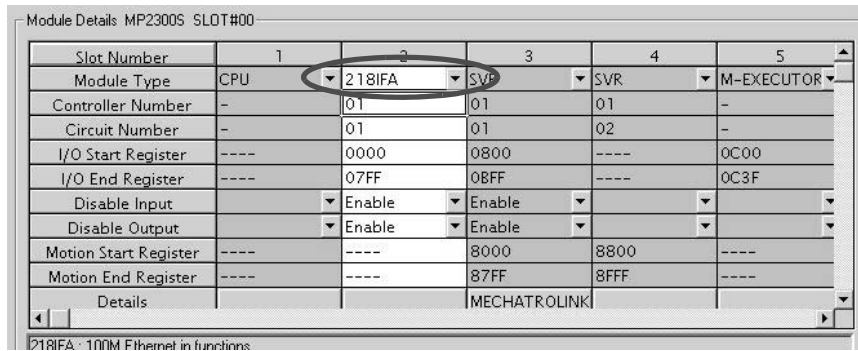 Module Details MP2300S SLOT#00
Slot Number 1 2 3 4 5
Module Type CPU 218IFA SVB SVR M-EXECUTOR
Controller Number - 01 01 01 -
Circuit Number - 01 01 02 -
I/O Start Register ---- 0000 0800 ---- 0C00
I/O End Register ---- 07FF 0BFF ---- 0C3F
Disable Input Enable Enable
Disable Output Enable Enable
Motion Start Register ---- ---- 8000 8800 ----
Motion End Register ---- ---- 87FF 8FFF ----
Details MECHATROLINK
218IFA : 100M Ethernet in functions